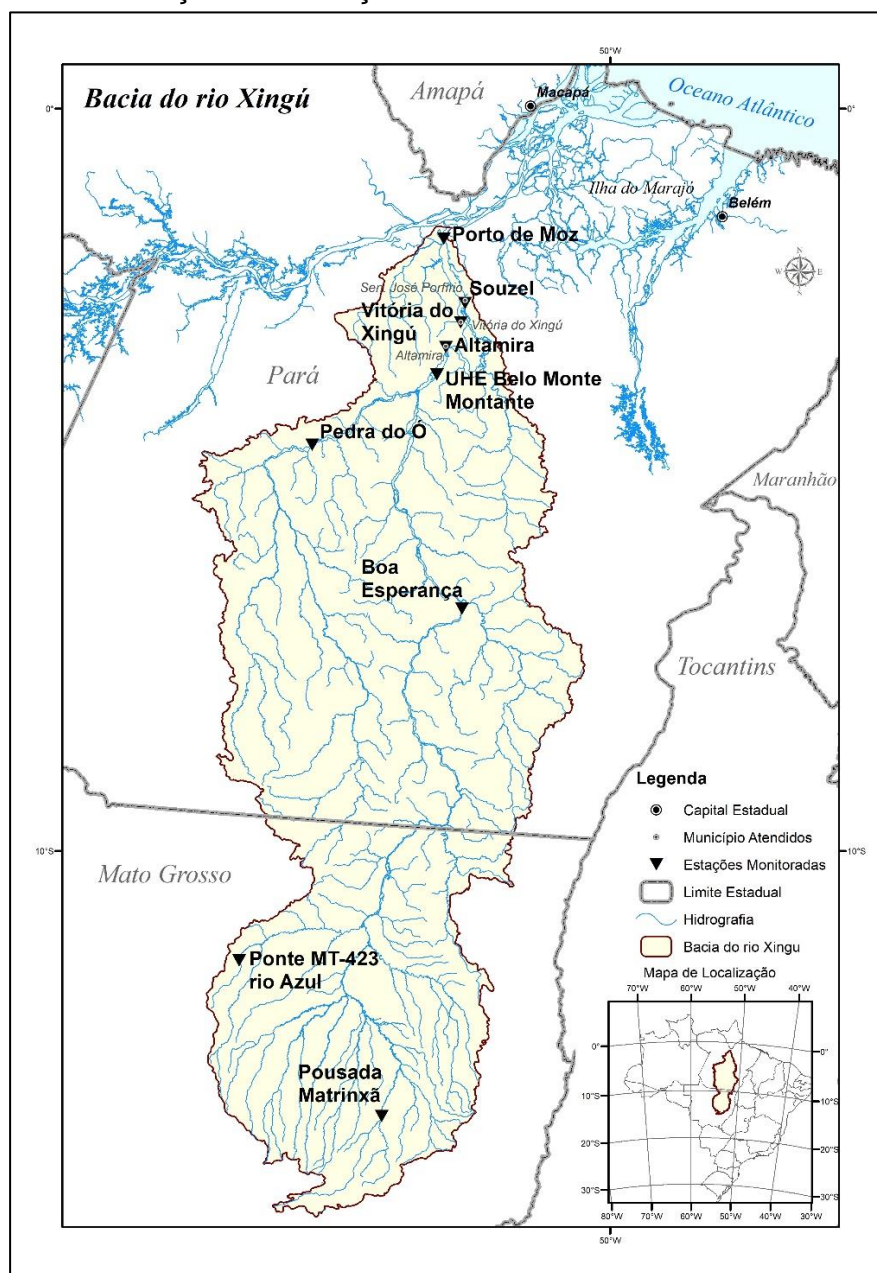 50°W
Bacia do rio Xingú
Amapá
Macapá
Oceano Atlântico
0°
0°
Ilha do Marajó
Belém
Porto de Moz
Sen. José Porfírio
Souzel
Vitória do
Xingú
Vitória do Xingú
Altamira
Altamira
Pará
UHE Belo Monte
Montante
W
E
S
Pedra do Ó
Maranhão
Boa
Esperança
Tocantins
Legenda
Capital Estadual
Município Atendidos
Estações Monitoradas
Limite Estadual
Hidrografia
Bacia do rio Xingu
10°S
10°S
Mato Grosso
Ponte MT-423
rio Azul
Pousada
Matrinxã
Mapa de Localização
70°W
60°W
50°W
40°W
0°
0°
10°S
10°S
20°S
20°S
30°S
30°S
80°W
70°W
60°W
50°W
40°W
50°W